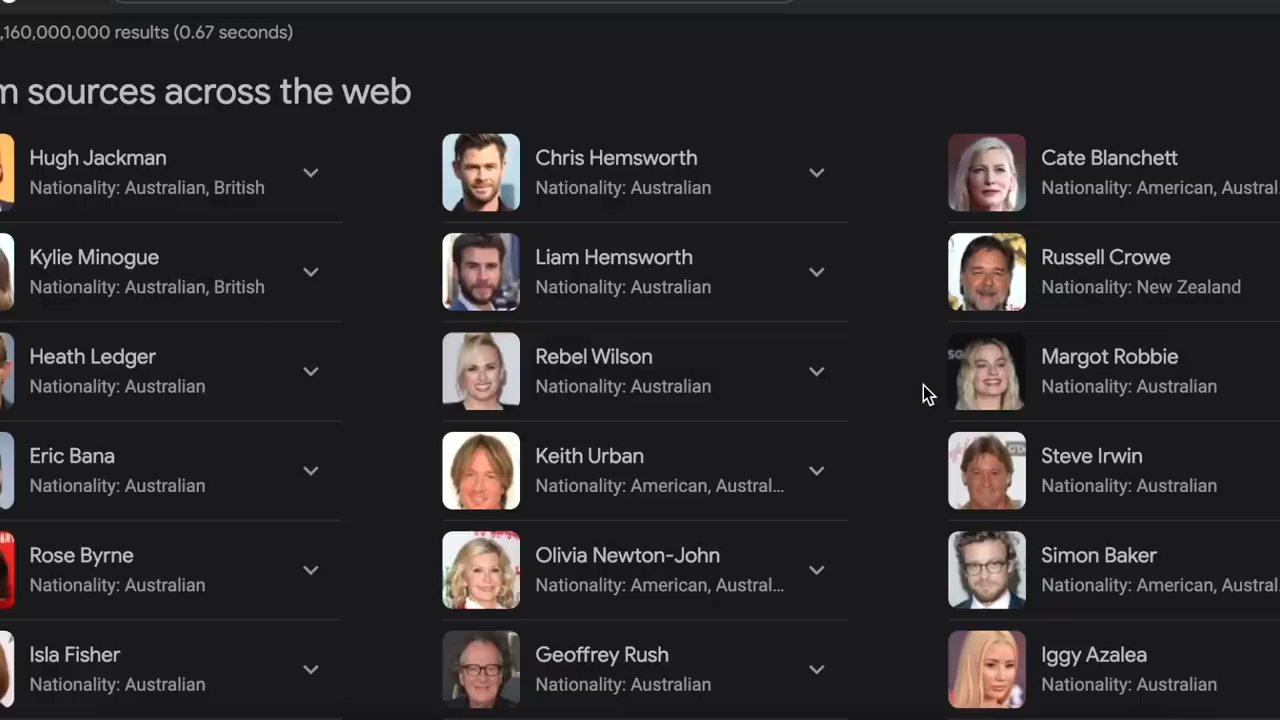 ,160,000,000 results (0.67 seconds)
m sources across the web
Hugh Jackman
Nationality: Australian, British
Chris Hemsworth
Nationality: Australian
Cate Blanchett
Nationality: American, Austral
Kylie Minogue
Nationality: Australian, British
Liam Hemsworth
Nationality: Australian
Russell Crowe
Nationality: New Zealand
Heath Ledger
Nationality: Australian
Rebel Wilson
Nationality: Australian
Margot Robbie
Nationality: Australian
Eric Bana
Nationality: Australian
Keith Urban
Nationality: American, Austral...
Steve Irwin
Nationality: Australian
Rose Byrne
Nationality: Australian
Olivia Newton-John
Nationality: American, Austral...
Simon Baker
Nationality: American, Austral
Isla Fisher
Nationality: Australian
Geoffrey Rush
Nationality: Australian
Iggy Azalea
Nationality: Australian